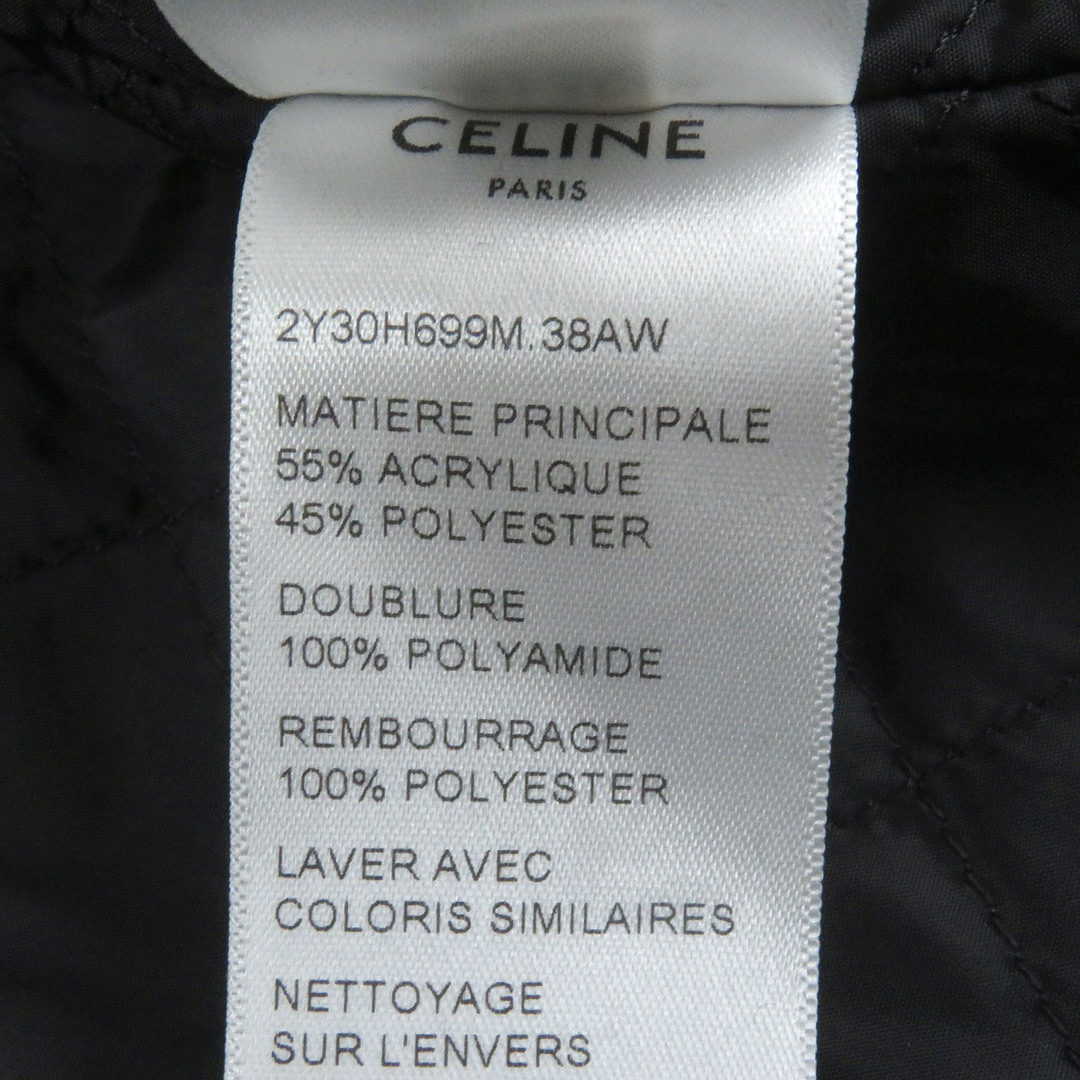 CELINE
PARIS
2Y30H699M.38AW
MATIERE PRINCIPALE
55% ACRYLIQUE
45% POLYESTER
DOUBLURE
100% POLYAMIDE
REMBOURRAGE
100% POLYESTER
LAVER AVEC
COLORIS SIMILAIRES
NETTOYAGE
SUR L'ENVERS